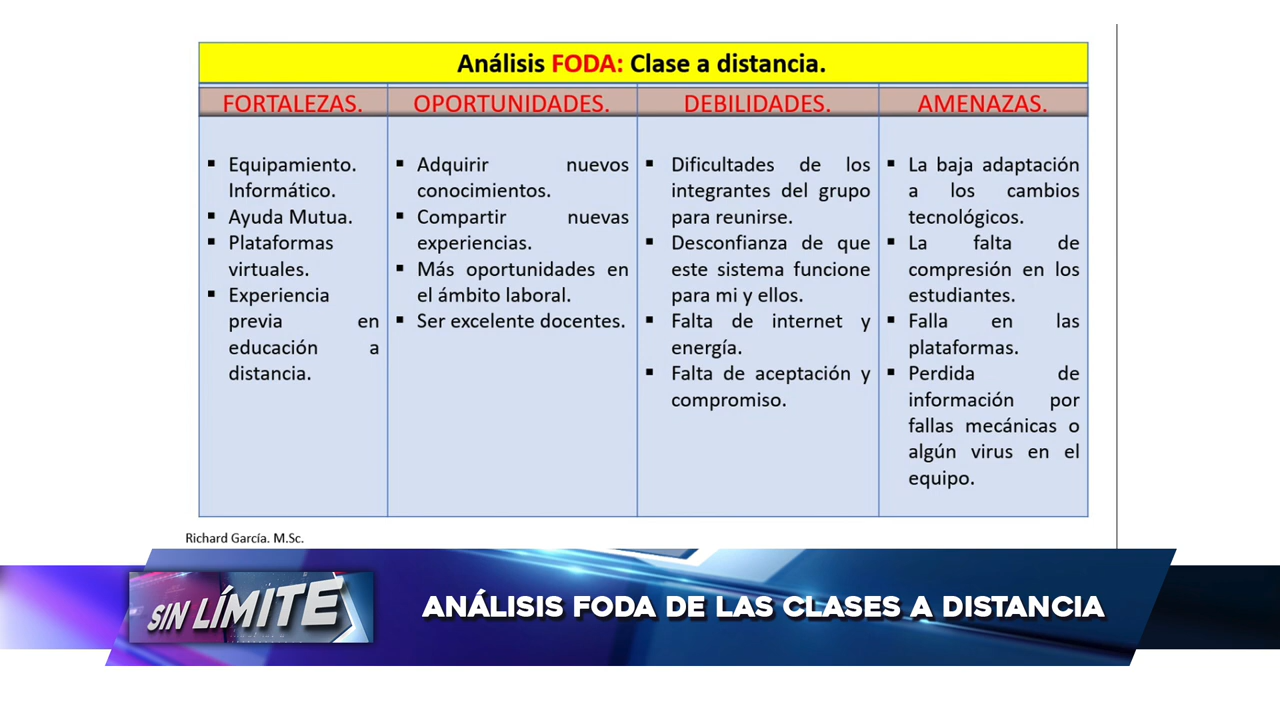 Análisis FODA: Clase a distancia.
FORTALEZAS.
OPORTUNIDADES.
DEBILIDADES.
AMENAZAS.
Equipamiento.
Informático.
Ayuda Mutua.
Plataformas
virtuales.
Experiencia
previa en
educación a
distancia.
Adquirir nuevos
conocimientos.
Compartir nuevas
experiencias.
Más oportunidades en
el ámbito laboral.
Ser excelente docentes.
Dificultades de los
integrantes del grupo
para reunirse.
Desconfianza de que
este sistema funcione
para mi y ellos.
Falta de internet y
energía.
Falta de aceptación y
compromiso.
La baja adaptación
a los cambios
tecnológicos.
La falta de
compresión en los
estudiantes.
Falla en las
plataformas.
Perdida de
información por
fallas mecánicas o
algún virus en el
equipo.
Richard García. M.Sc.
SIN LÍMITE
ANÁLISIS FODA DE LAS CLASES A DISTANCIA